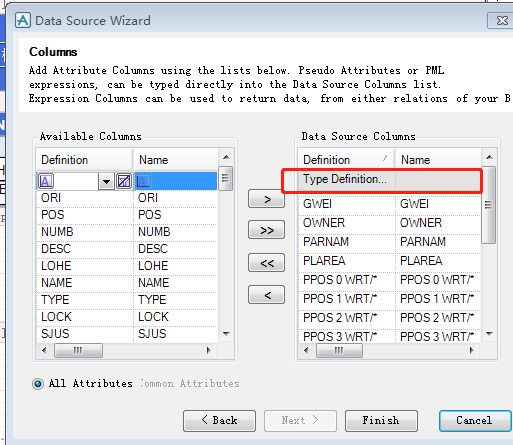 Data Source Wizard
Columns
Add Attribute Columns using the lists below. Pseudo Attributes or PML
expressions, can be typed directly into the Data Source Columns list.
Expression Columns can be used to return data, from either relations of your B
Available Columns
Definition Name
ORI ORI
POS POS
NUMB NUMB
DESC DESC
LOHE LOHE
NAME NAME
TYPE TYPE
LOCK LOCK
SJUS SJUS
>
>>
<<
<
Data Source Columns
Definition Name
Type Definition...
GWEI GWEI
OWNER OWNER
PARNAM PARNAM
PLAREA PLAREA
PPOS 0 WRT/* PPOS 0 WRT/*
PPOS 1 WRT/* PPOS 1 WRT/*
PPOS 2 WRT/* PPOS 2 WRT/*
PPOS 3 WRT/* PPOS 3 WRT/*
All Attributes ommon Attributes
< Back Next > Finish Cancel